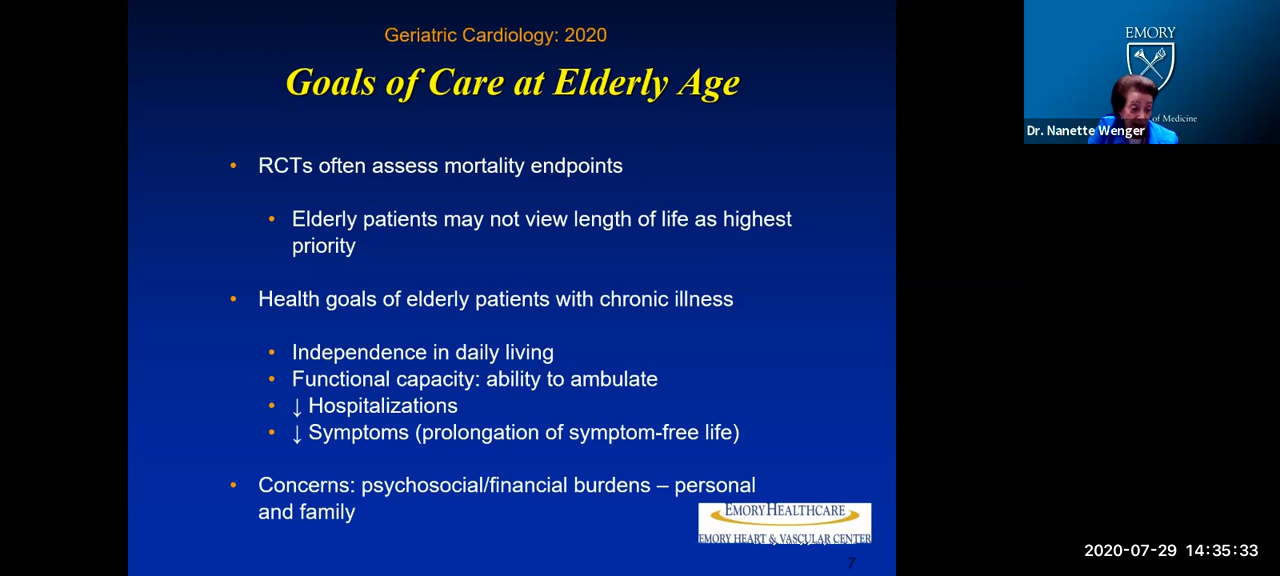 Geriatric Cardiology: 2020
Goals of Care at Elderly Age
• RCTs often assess mortality endpoints
• Elderly patients may not view length of life as highest
priority
• Health goals of elderly patients with chronic illness
• Independence in daily living
• Functional capacity: ability to ambulate
• ↓ Hospitalizations
• ↓ Symptoms (prolongation of symptom-free life)
• Concerns: psychosocial/financial burdens – personal
and family
EMORY HEALTHCARE
EMORY HEART & VASCULAR CENTER
7
EMORY
of Medicine
Dr. Nanette Wenger
2020-07-29 14:35:33